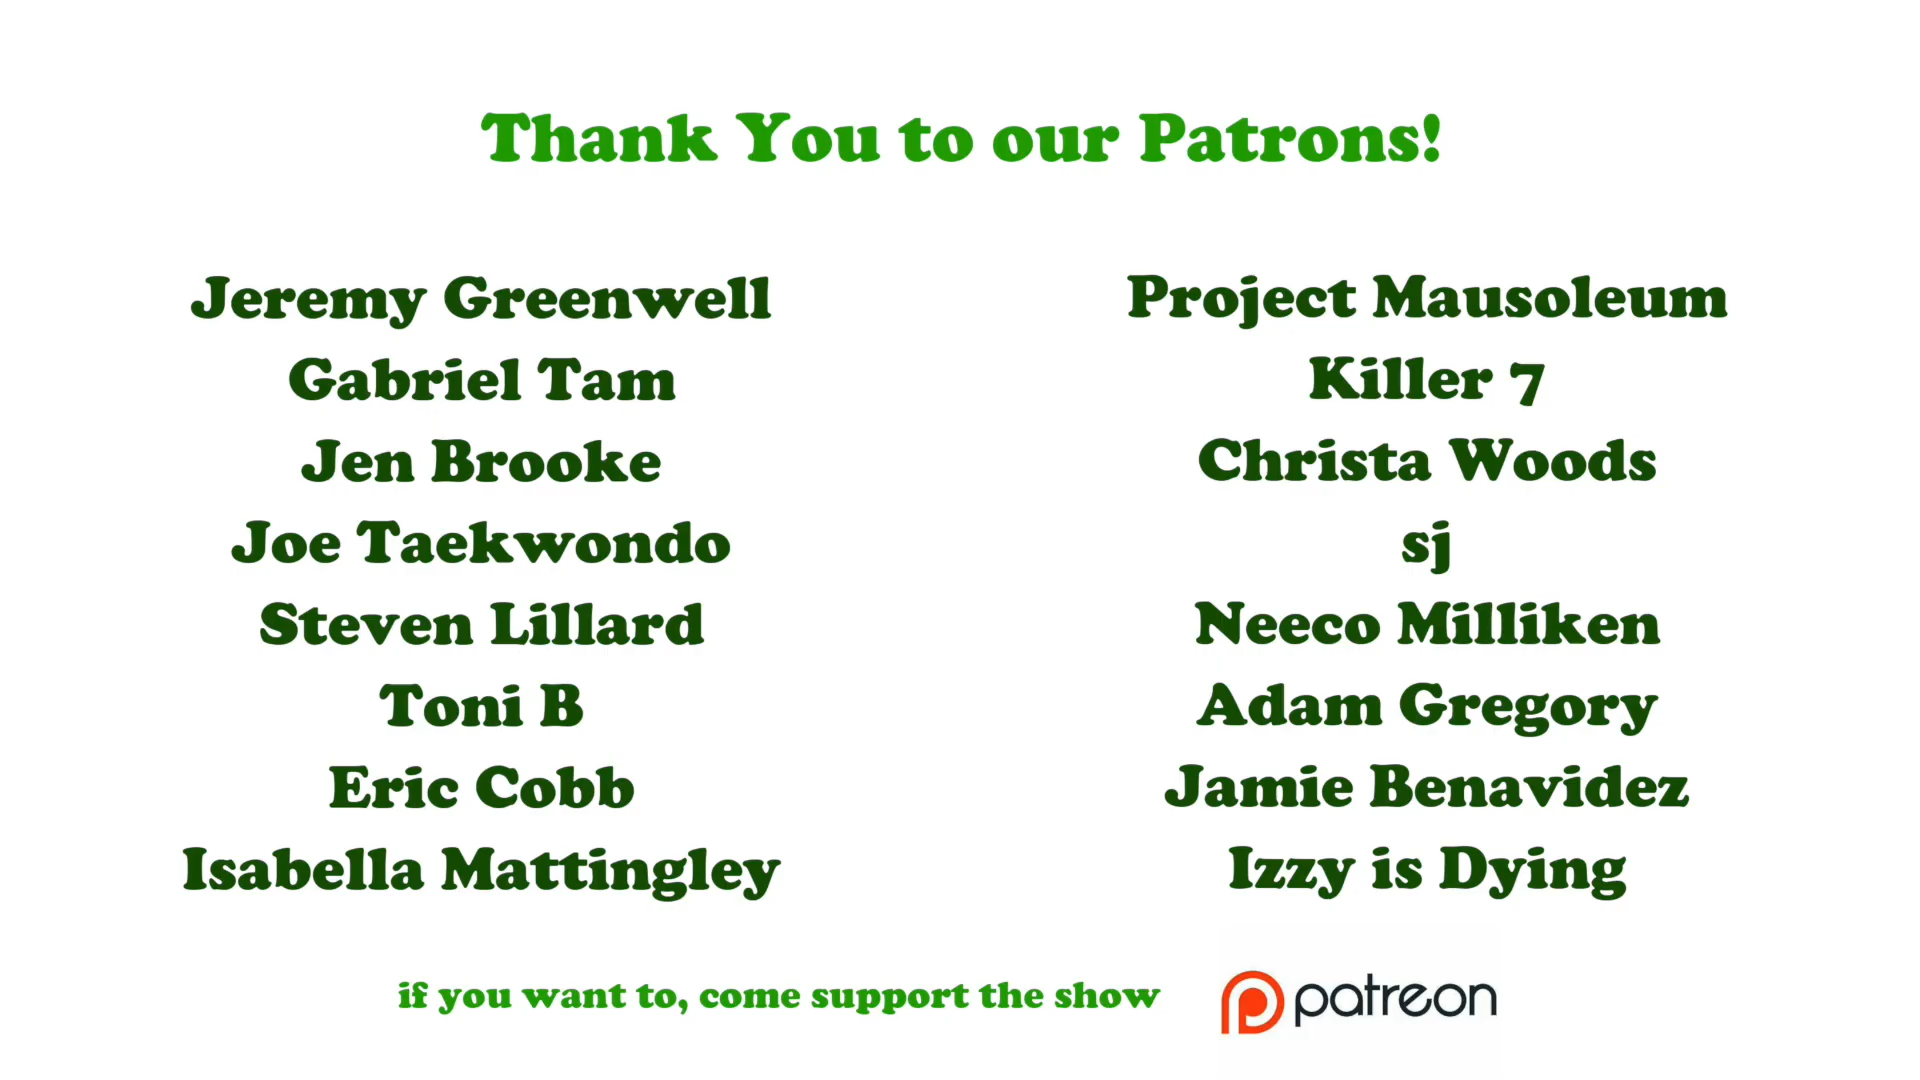 Thank You to our Patrons!
Jeremy Greenwell
Gabriel Tam
Jen Brooke
Joe Taekwondo
Steven Lillard
Toni B
Eric Cobb
Isabella Mattingley
Project Mausoleum
Killer 7
Christa Woods
sj
Neeco Milliken
Adam Gregory
Jamie Benavidez
Izzy is Dying
if you want to, come support the show
patreon